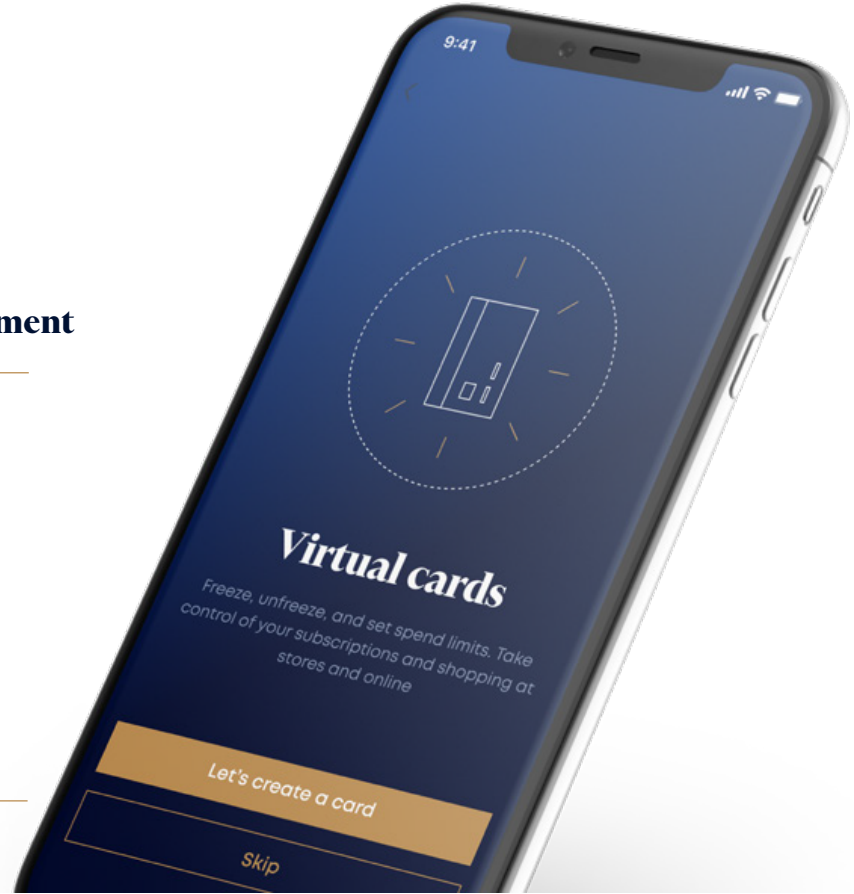 9:41
ment
Virtual cards
Freeze, unfreeze, and set spend limits. Take
control of your subscriptions and shopping at
stores and online
Let's create a card
Skip